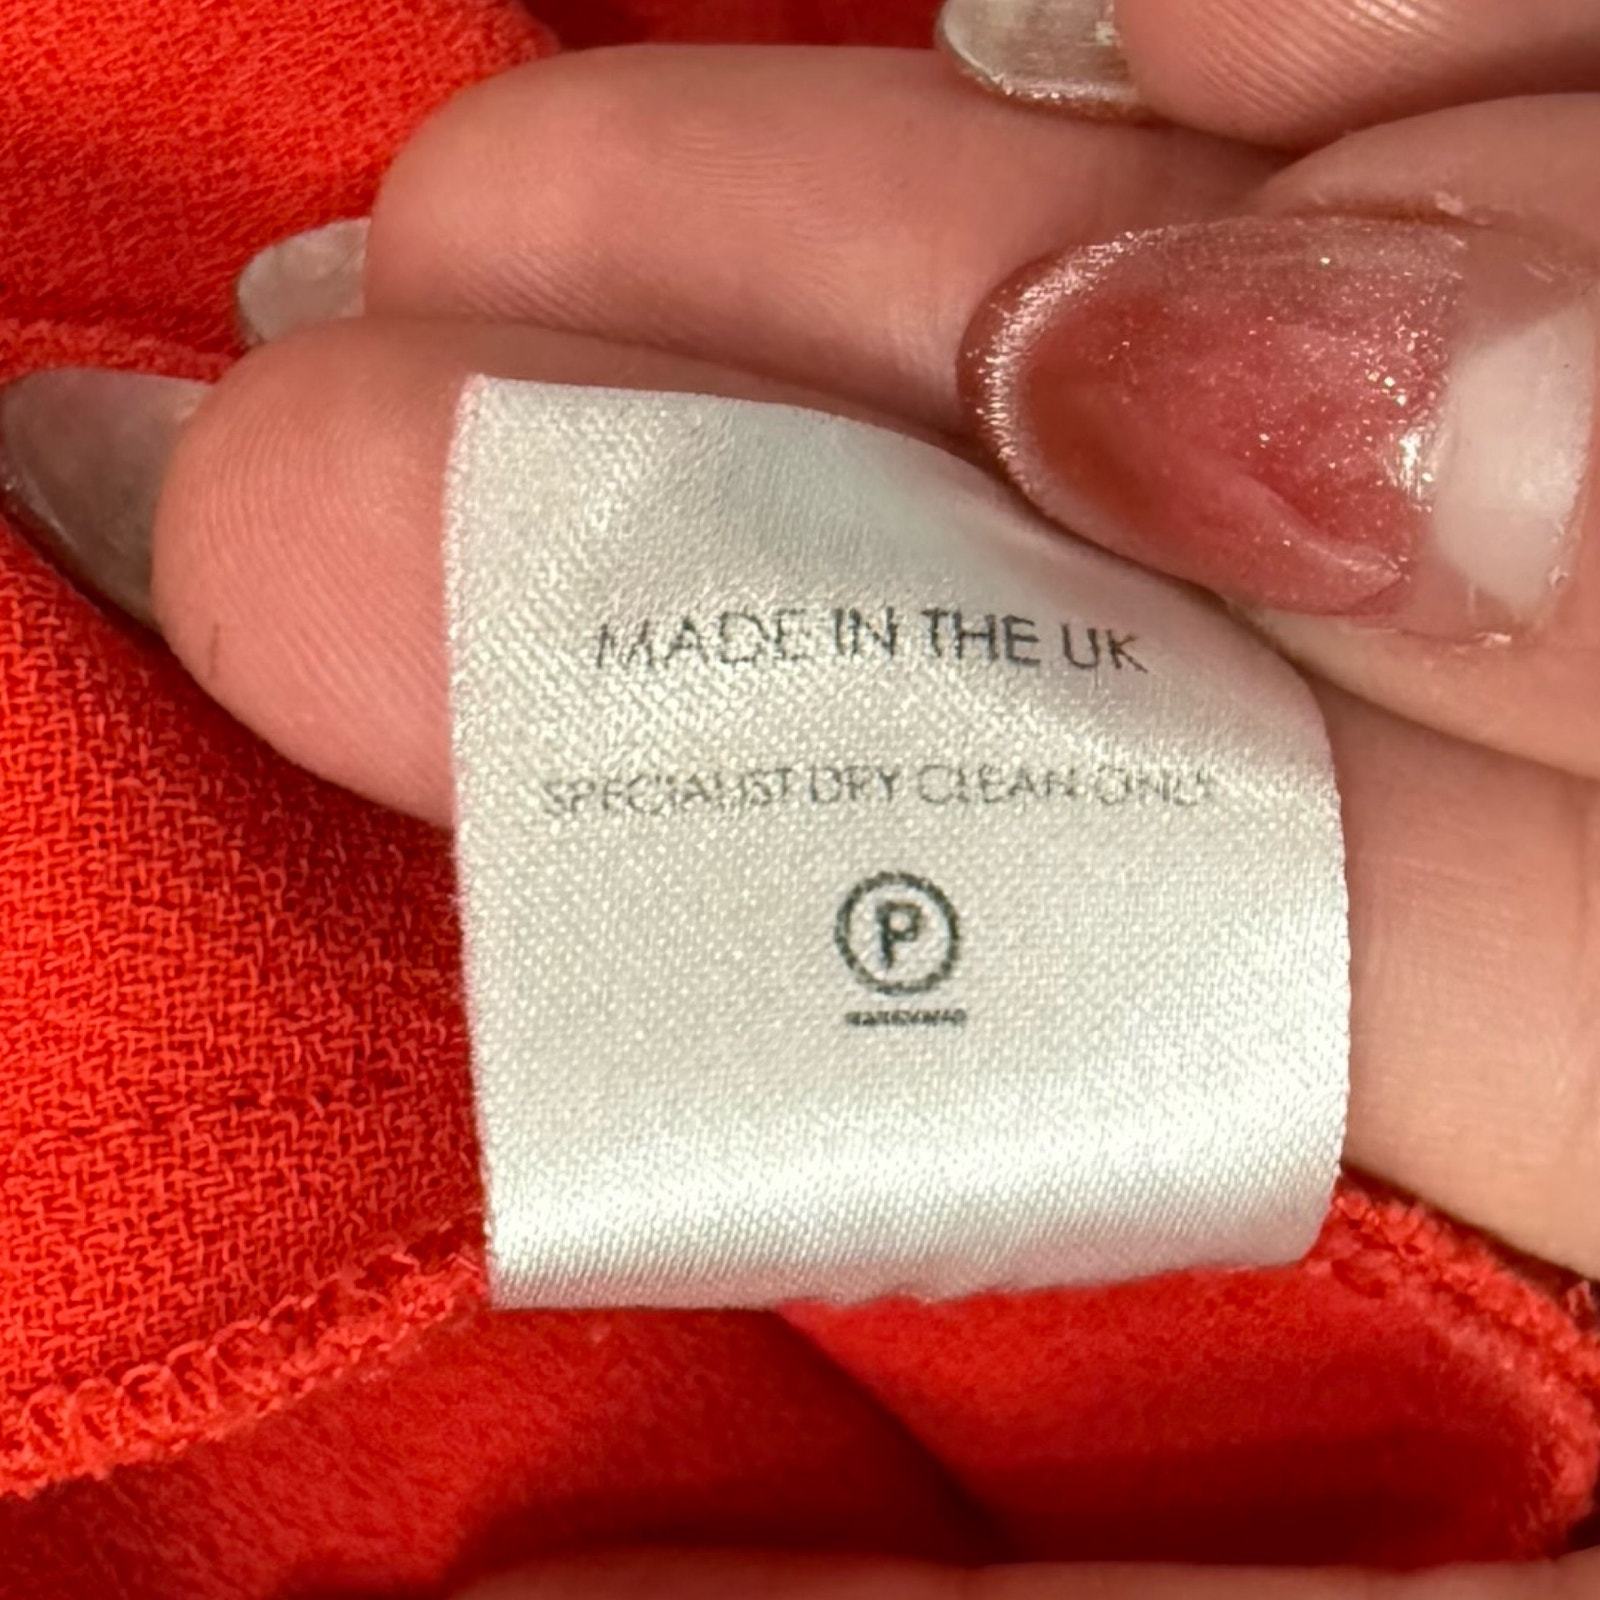 MADE IN THE UK
SPECIALIST DRY CLEAN ONLY
P